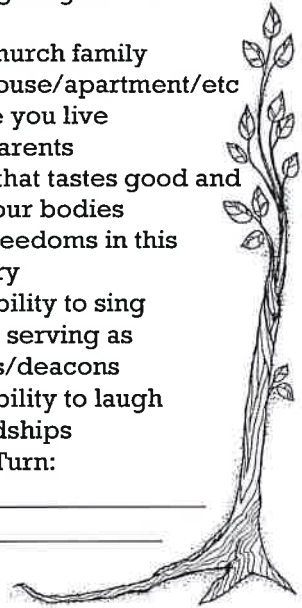 hurch family
ouse/apartment/etc
e you live
arents
that tastes good and
our bodies
eedoms in this
ry
bility to sing
serving as
s/deacons
bility to laugh
dships
Turn: